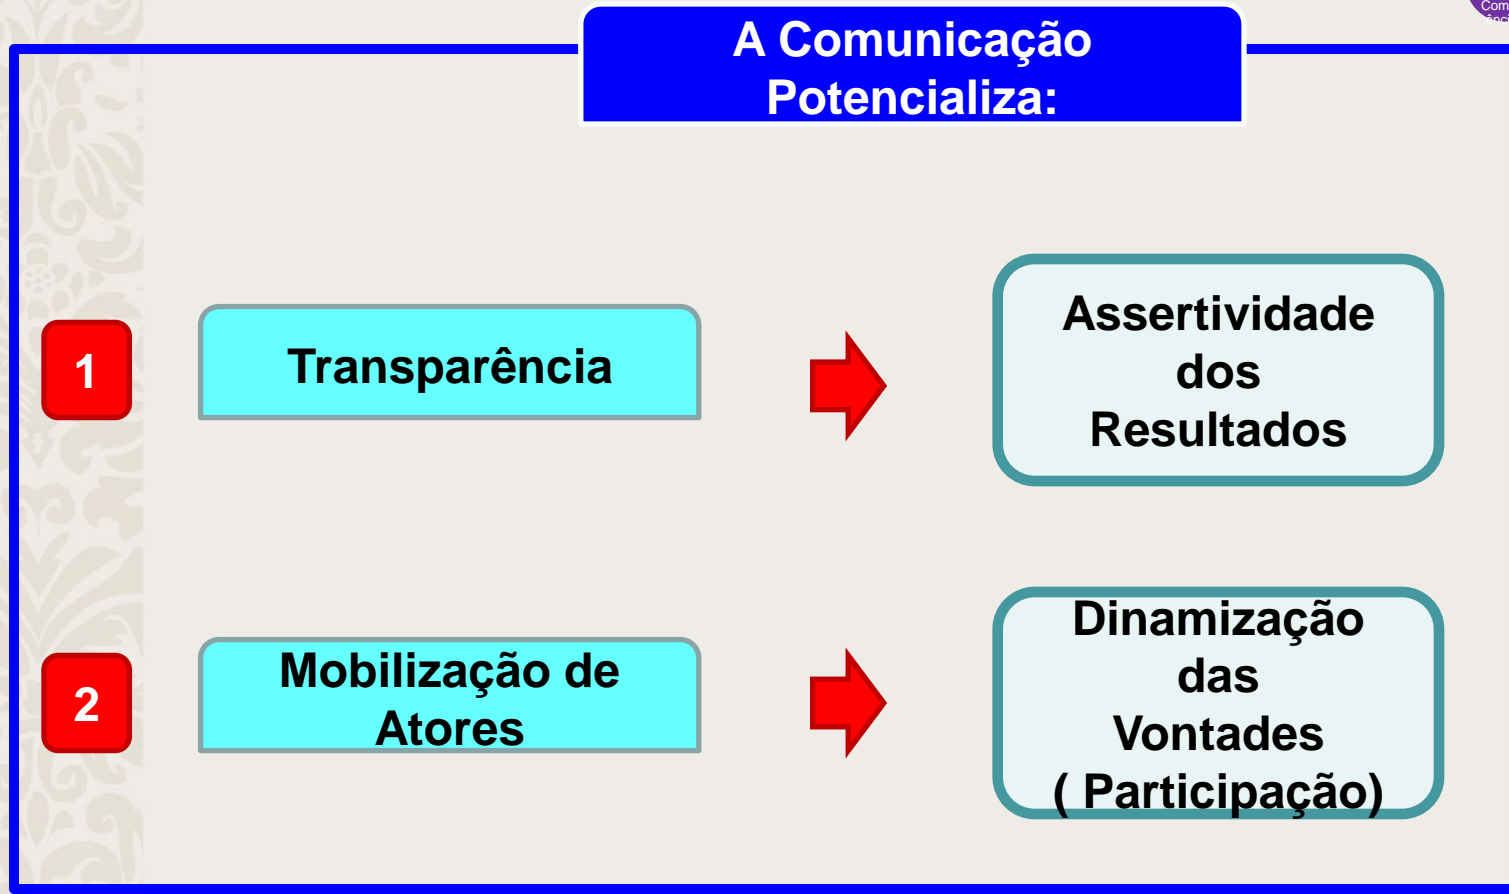 A Comunicação
Potencializa:
1
Transparência
Assertividade
dos
Resultados
2
Mobilização de
Atores
Dinamização
das
Vontades
( Participação)